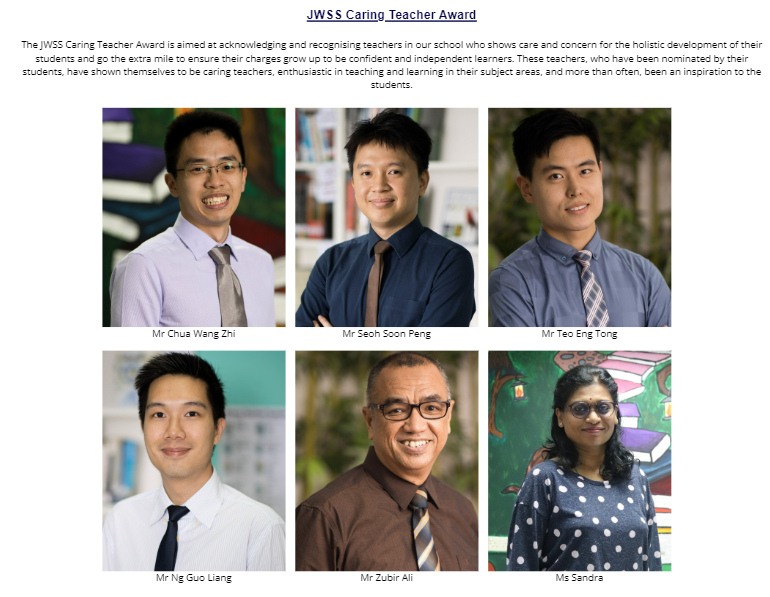 JWSS Caring Teacher Award
The JWSS Caring Teacher Award is aimed at acknowledging and recognising teachers in our school who shows care and concern for the holistic development of their
students and go the extra mile to ensure their charges grow up to be confident and independent learners. These teachers, who have been nominated by their
students, have shown themselves to be caring teachers, enthusiastic in teaching and learning in their subject areas, and more than often, been an inspiration to the
students.
Mr Chua Wang Zhi
Mr Seoh Soon Peng
Mr Teo Eng Tong
Mr Ng Guo Liang
Mr Zubir Ali
Ms Sandra